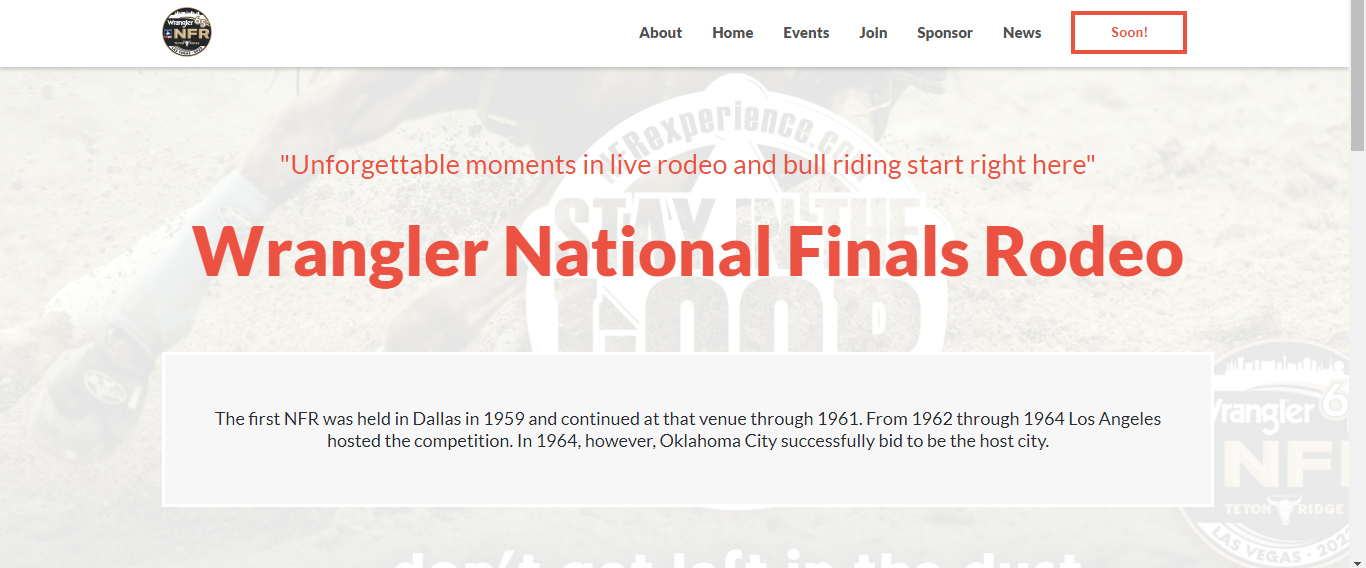 Wrangler 65
NFR
TETON RIDGE
About Home Events Join Sponsor News Soon!
NFRexperience.com
"Unforgettable moments in live rodeo and bull riding start right here"
STAY IN THE
LOOP
Wrangler National Finals Rodeo
The first NFR was held in Dallas in 1959 and continued at that venue through 1961. From 1962 through 1964 Los Angeles
hosted the competition. In 1964, however, Oklahoma City successfully bid to be the host city.
Wrangler
NF
TETON RIDGE
LAS VEGAS · 202
don't get left in the dust